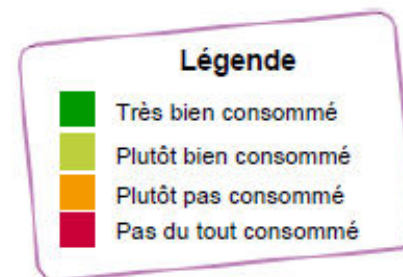 Légende
Très bien consommé
Plutôt bien consommé
Plutôt pas consommé
Pas du tout consommé